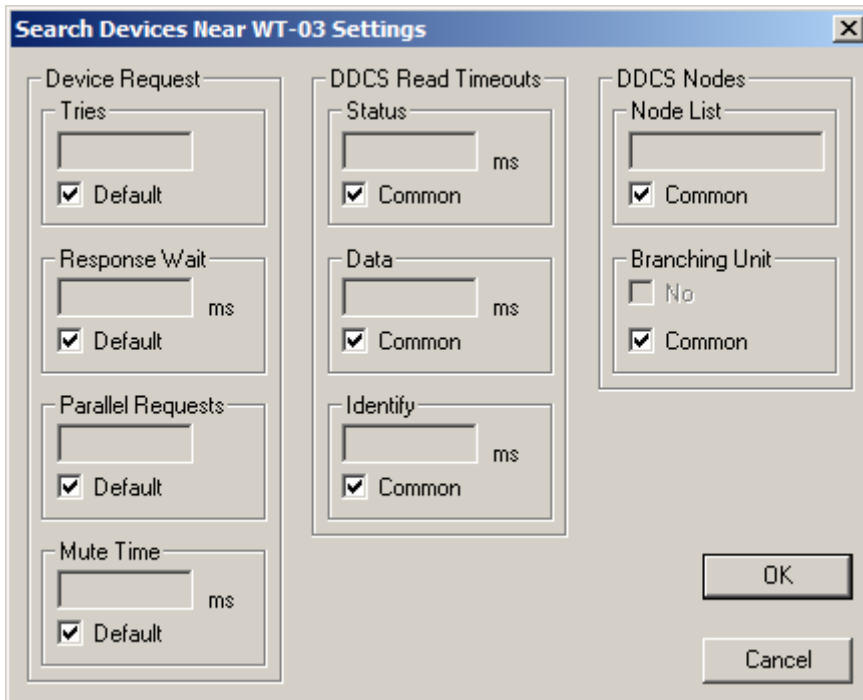 Search Devices Near WT-03 Settings
Device Request
Tries
Default
Response Wait
ms
Default
Parallel Requests
Default
Mute Time
ms
Default
DDCS Read Timeouts
Status
ms
Common
Data
ms
Common
Identify
ms
Common
DDCS Nodes
Node List
Common
Branching Unit
No
Common
OK
Cancel